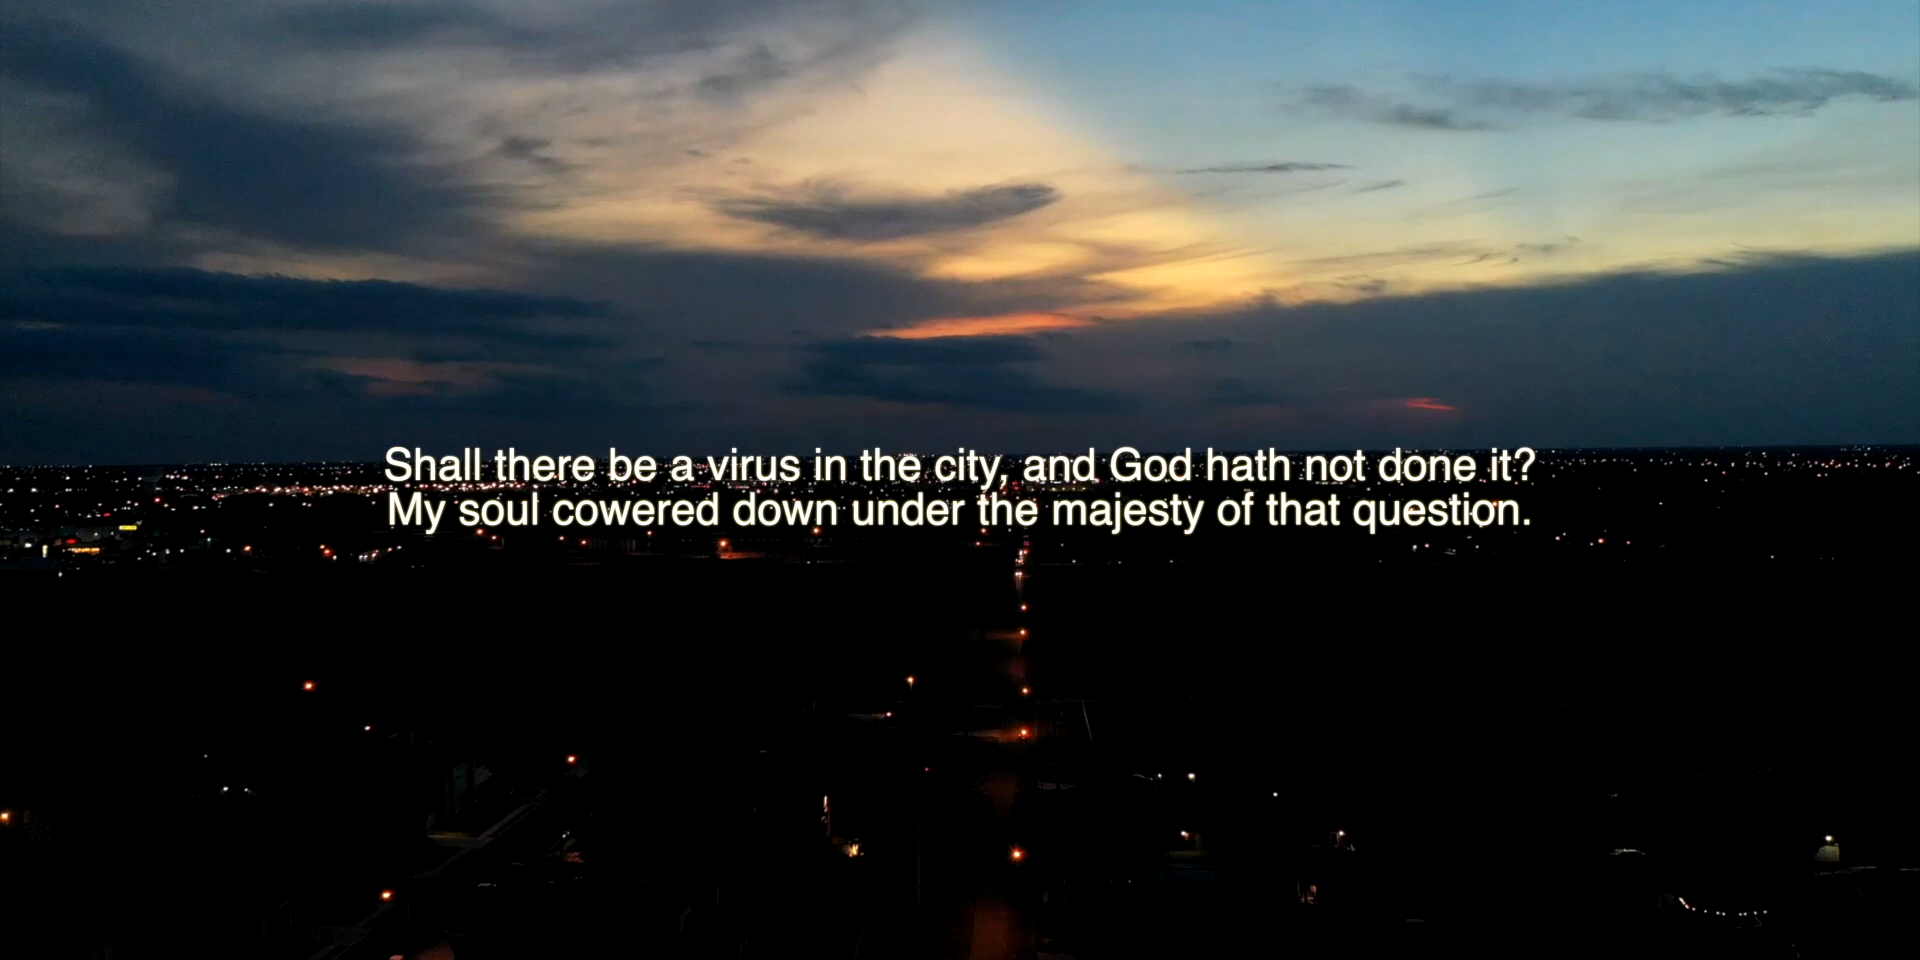 Shall there be a virus in the city, and God hath not done it?
My soul cowered down under the majesty of that question.